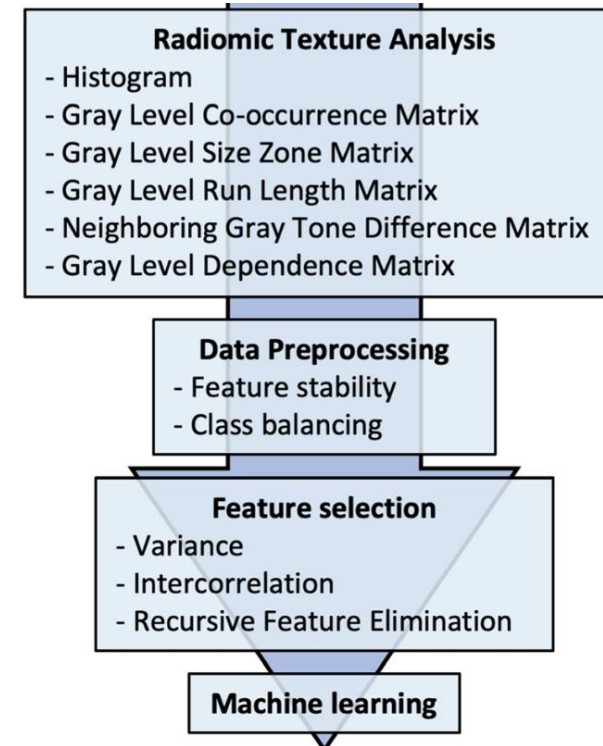 Radiomic Texture Analysis
- Histogram
- Gray Level Co-occurrence Matrix
- Gray Level Size Zone Matrix
- Gray Level Run Length Matrix
- Neighboring Gray Tone Difference Matrix
- Gray Level Dependence Matrix
Data Preprocessing
- Feature stability
- Class balancing
Feature selection
- Variance
- Intercorrelation
- Recursive Feature Elimination
Machine learning